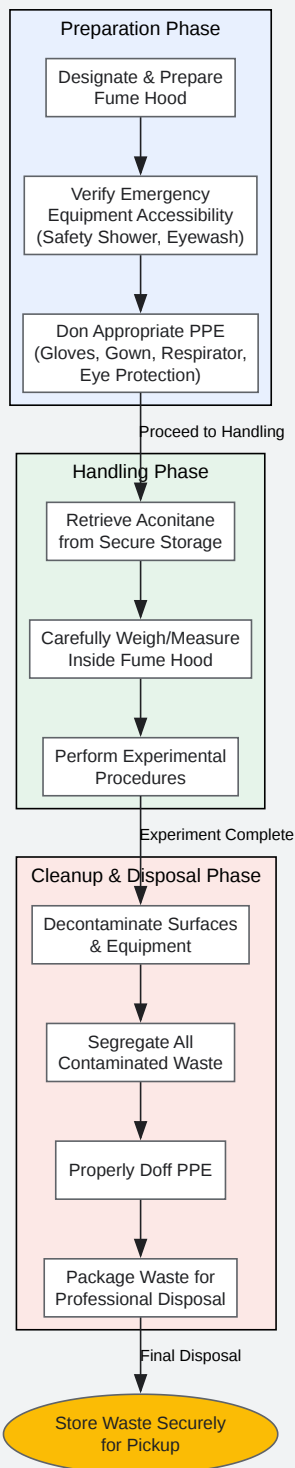 Preparation Phase
Designate & Prepare
Fume Hood
Verify Emergency
Equipment Accessibility
(Safety Shower, Eyewash)
Don Appropriate PPE
(Gloves, Gown, Respirator,
Eye Protection)
Proceed to Handling
Handling Phase
Retrieve Aconitane
from Secure Storage
Carefully Weigh/Measure
Inside Fume Hood
Perform Experimental
Procedures
Experiment Complete
Cleanup & Disposal Phase
Decontaminate Surfaces
& Equipment
Segregate All
Contaminated Waste
Properly Doff PPE
Package Waste for
Professional Disposal
Final Disposal
Store Waste Securely
for Pickup